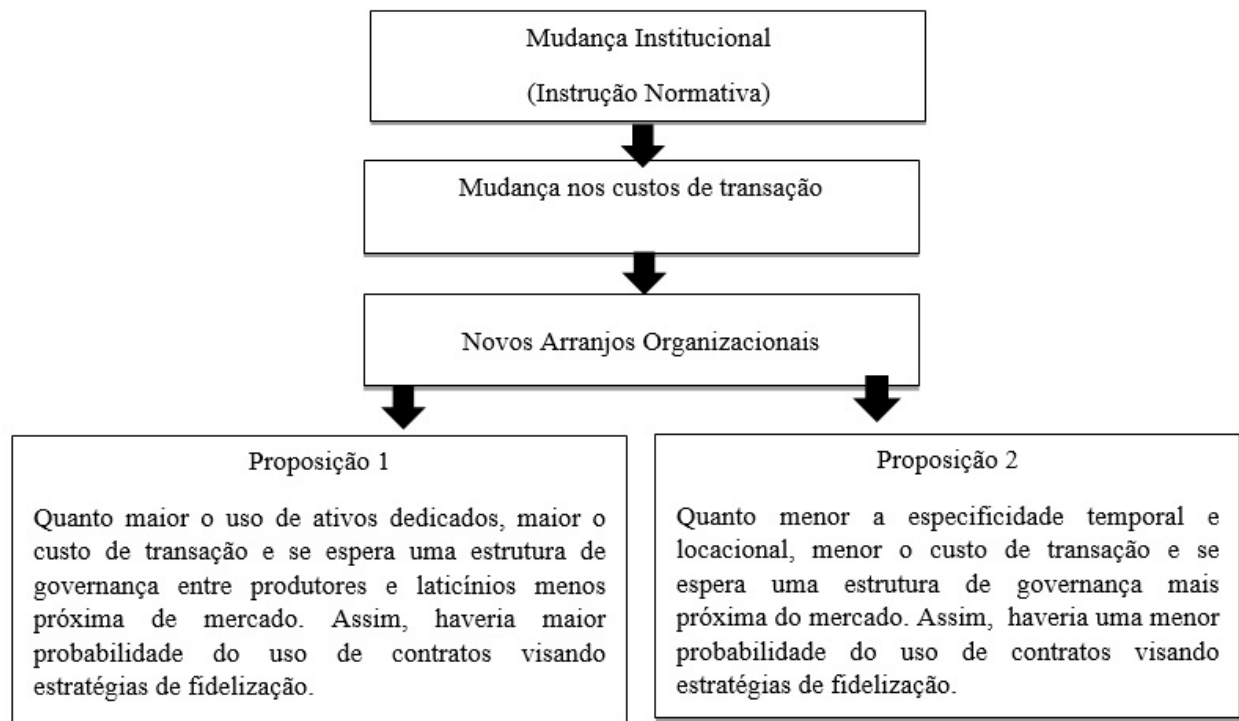 Mudança Institucional
(Instrução Normativa)
Mudança nos custos de transação
Novos Arranjos Organizacionais
Proposição 1
Quanto maior o uso de ativos dedicados, maior o
custo de transação e se espera uma estrutura de
governança entre produtores e laticínios menos
próxima de mercado. Assim, haveria maior
probabilidade do uso de contratos visando
estratégias de fidelização.
Proposição 2
Quanto menor a especificidade temporal e
locacional, menor o custo de transação e se
espera uma estrutura de governança mais
próxima do mercado. Assim, haveria uma menor
probabilidade do uso de contratos visando
estratégias de fidelização.